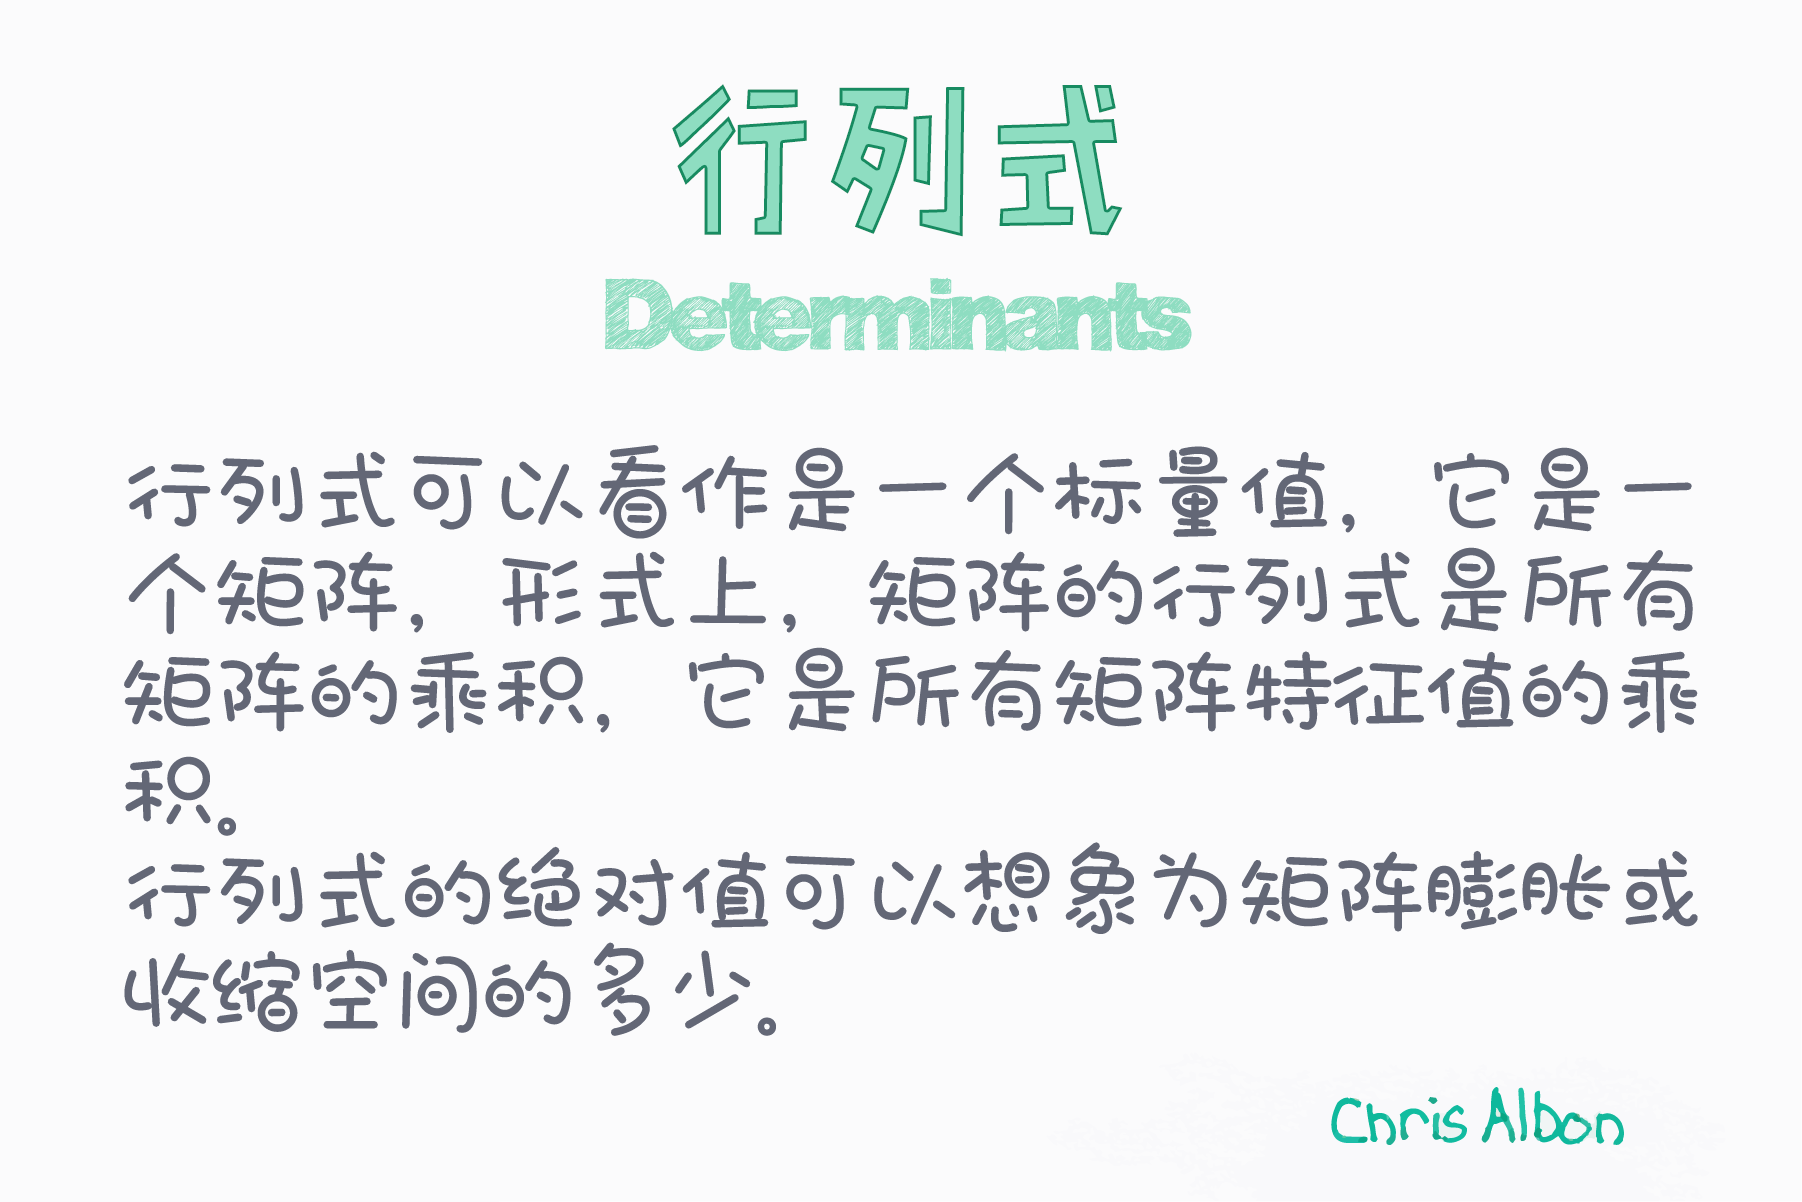 行列式
Determinants
行列式可以看作是一个标量值，它是一
个矩阵，形式上，矩阵的行列式是所有
矩阵的乘积，它是所有矩阵特征值的乘
积。
行列式的绝对值可以想象为矩阵膨胀或
收缩空间的多少。
Chris Albon